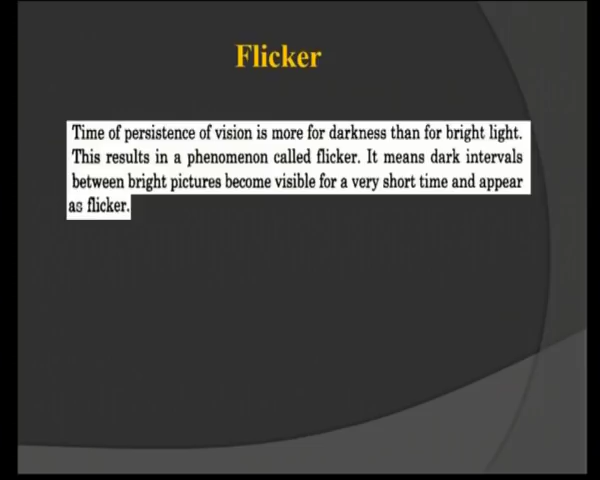 Flicker
Time of persistence of vision is more for darkness than for bright light.
This results in a phenomenon called flicker. It means dark intervals
between bright pictures become visible for a very short time and appear
as flicker.